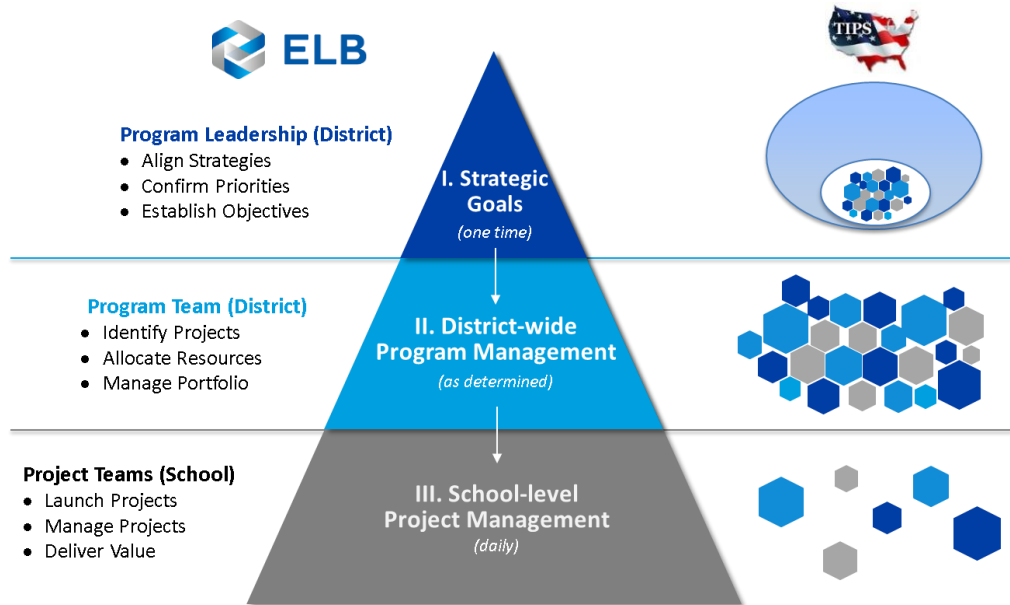 ELB
TIPS
Program Leadership (District)
● Align Strategies
● Confirm Priorities
● Establish Objectives
I. Strategic
Goals
(one time)
Program Team (District)
● Identify Projects
● Allocate Resources
● Manage Portfolio
II. District-wide
Program Management
(as determined)
Project Teams (School)
● Launch Projects
● Manage Projects
● Deliver Value
III. School-level
Project Management
(daily)